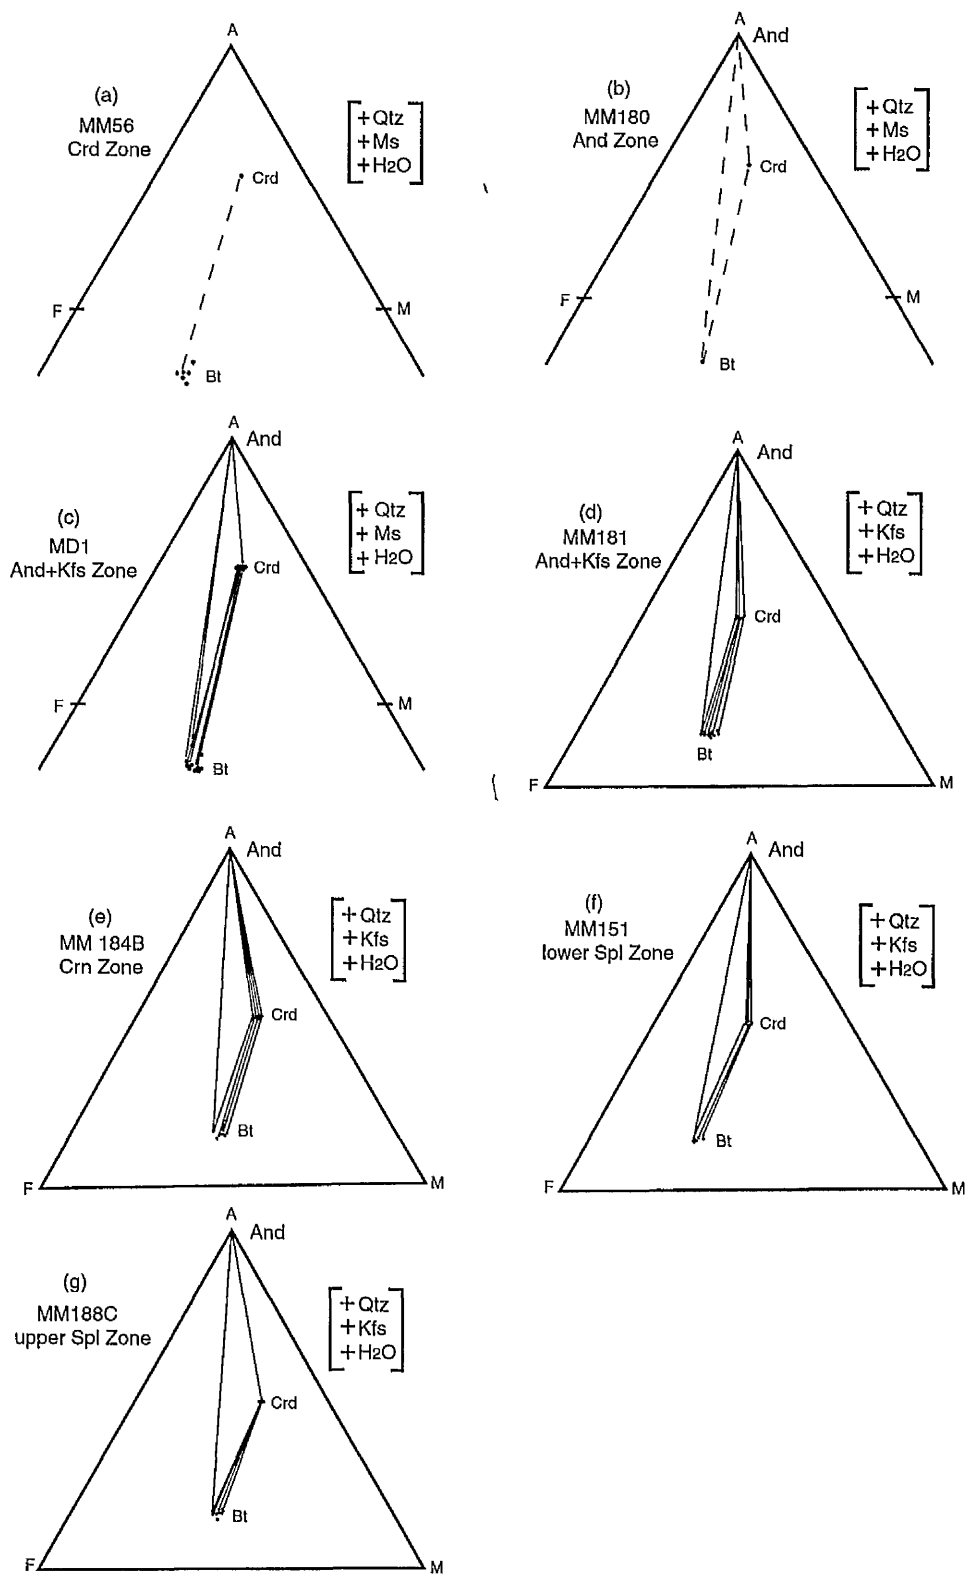 A
(a)
MM56
Crd Zone
+Qtz
+Ms
+H2O
Crd
F
M
Bt
A
And
(b)
MM180
And Zone
+Qtz
+Ms
+H2O
Crd
F
M
Bt
A
And
(c)
MD1
And+Kfs Zone
+ Qtz
+ Ms
+ H2O
Crd
F
M
Bt
A
And
(d)
MM181
And+Kfs Zone
+Qtz
+Kfs
+H2O
Crd
Bt
F
M
A
And
(e)
MM 184B
Crn Zone
+Qtz
+Kfs
+H2O
Crd
Bt
F
M
A
And
(f)
MM151
lower Spl Zone
+Qtz
+Kfs
+H2O
Crd
Bt
F
M
A
And
(g)
MM188C
upper Spl Zone
+Qtz
+Kfs
+H2O
Crd
Bt
F
M